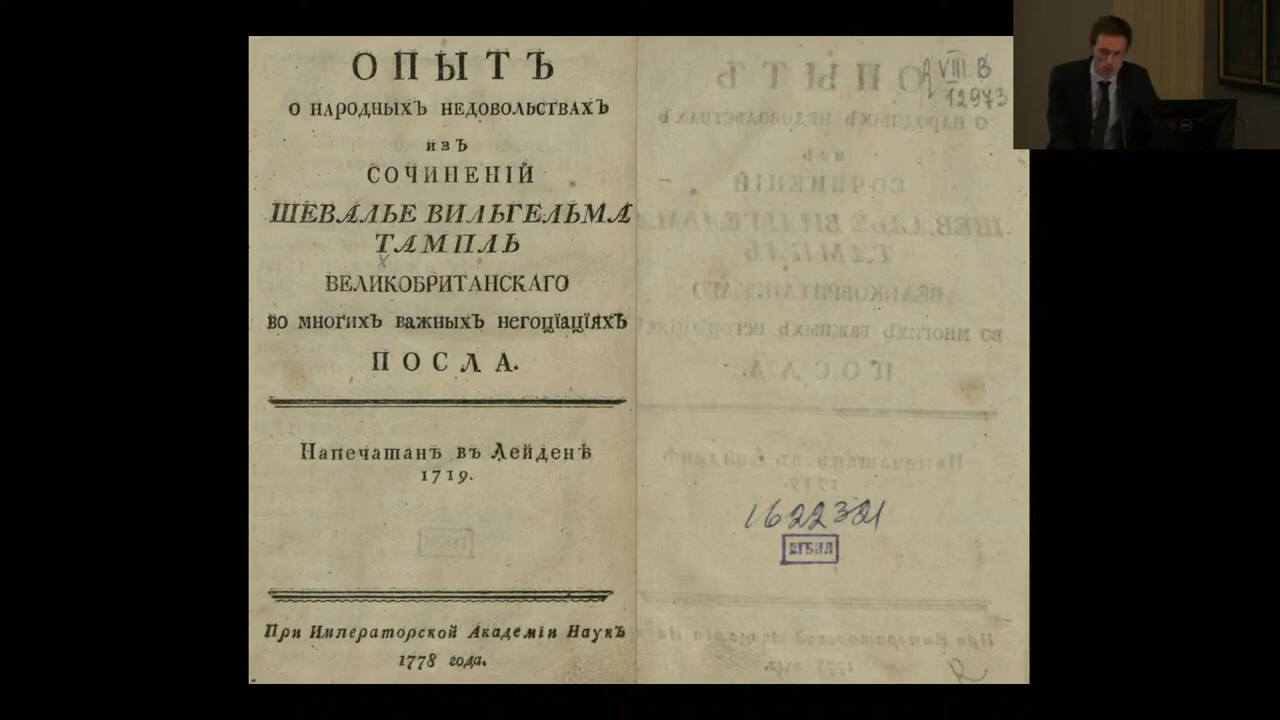 ОПЫТЪ
О НАРОДНЫХЪ НЕДОВОЛЬСТВАХЪ
изЪ
СОЧИНЕНІЙ
ШЕВАЛЬЕ ВИЛЬГЕЛЬМА
ТАМПЛЬ
ВЕЛИКОБРИТАНСКАГО
во многихЪ важныхЪ негоціаціяхЪ
ПОСЛА.
Напечатанъ въ Лейденѣ
1719.
При Императорской Академіи НаукЪ
1778 года.
VIII. В
12973
1622321